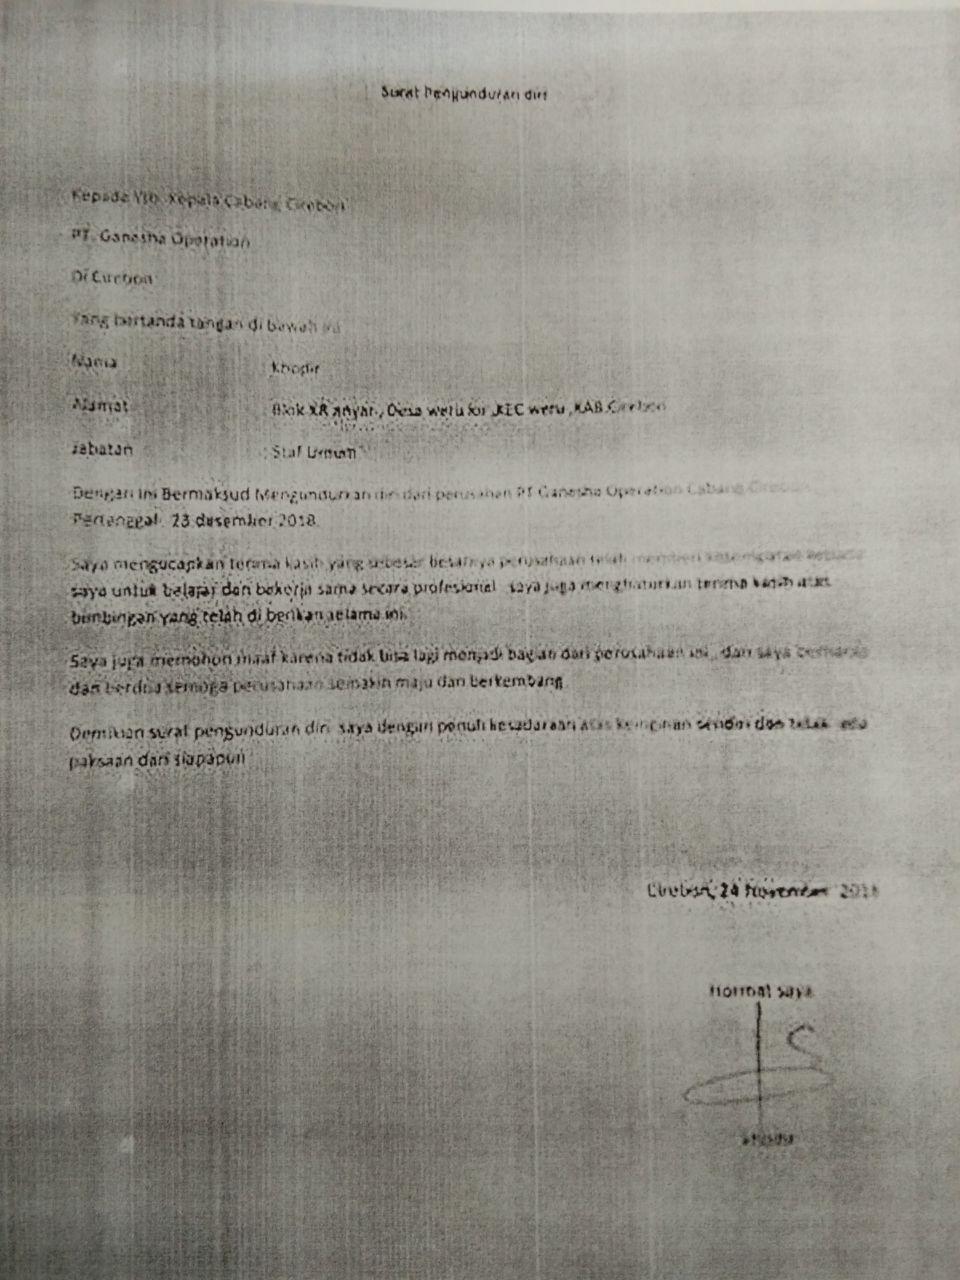 Surat Pengunduran diri
Kepada Yth. Kepala Cabang Cirebon
PT. Ganesha Operation
Di Cirebon
Yang bertanda tangan di bawah ini
Nama
Alamat : Blok KR anyar , Desa weru lor ,KEC weru ,KAB.Cirebon
Jabatan : Staf Umum
Dengan ini Bermaksud Mengundurkan diri dari perusahan PT Ganesha Operation Cabang Cirebon
Pertanggal 23 desember 2018
Saya mengucapkan terima kasih yang sebesar besarnya perusahaan telah memberi
saya untuk belajar dan bekerja sama secara profesional saya juga menghaturkan terima kasih atas
bimbingan yang telah di berikan selama ini.
Saya juga memohon maaf karena tidak bisa lagi menjadi bagian dari perusahaan ini , dan saya berharap
dan berdoa semoga perusahaan semakin maju dan berkembang
Demikian surat pengunduran diri saya dengan penuh kesadaraan atas keinginan sendiri dan tidak ada
paksaan dari siapapun
Cirebon, 24 November 2018
Hormat saya